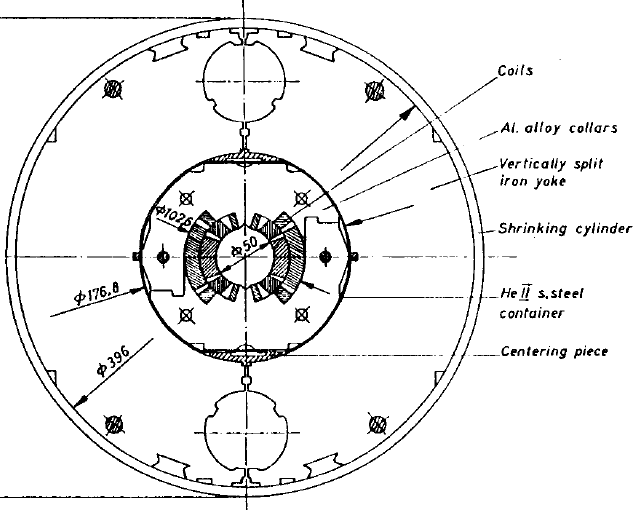 Coils
Al. alloy collars
Vertically split
iron yoke
Shrinking cylinder
He II s.steel
container
Centering piece
ϕ102.6
ϕ50
ϕ176.8
ϕ396